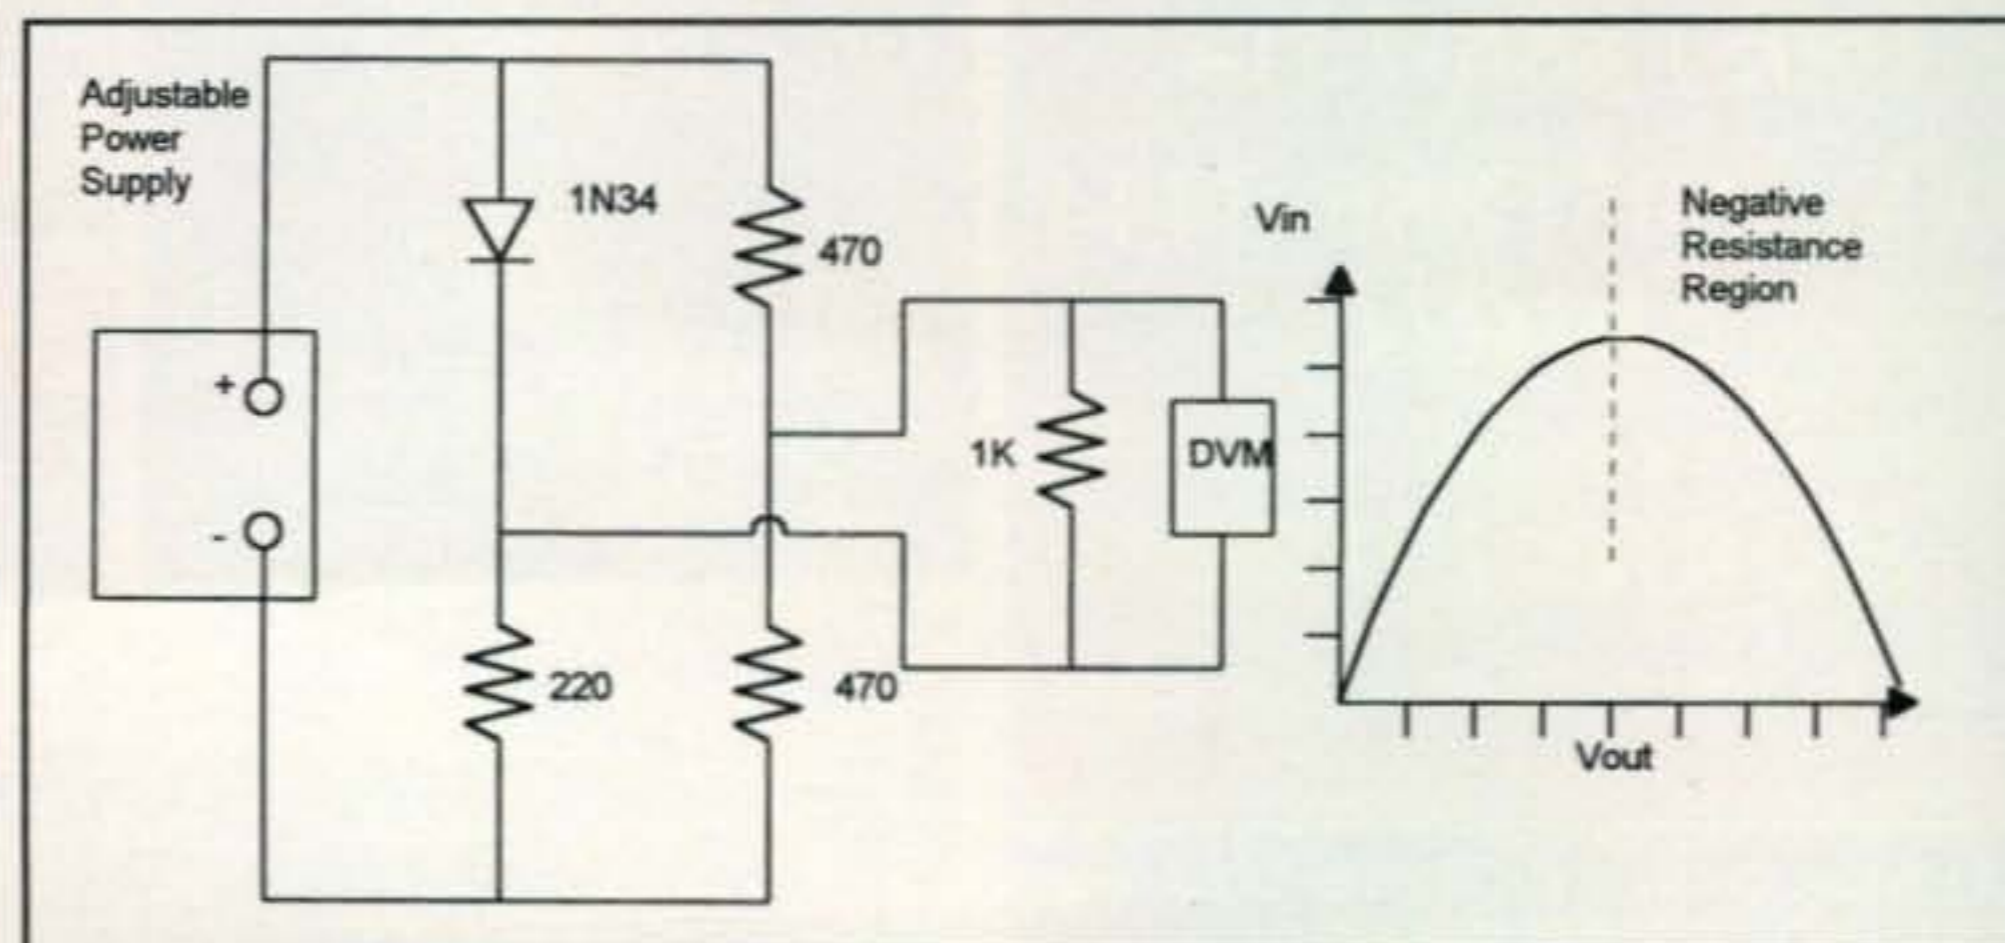 Adjustable
Power
Supply
1N34
470
+
-
1K
DVM
220
470
Vin
Negative
Resistance
Region
Vout